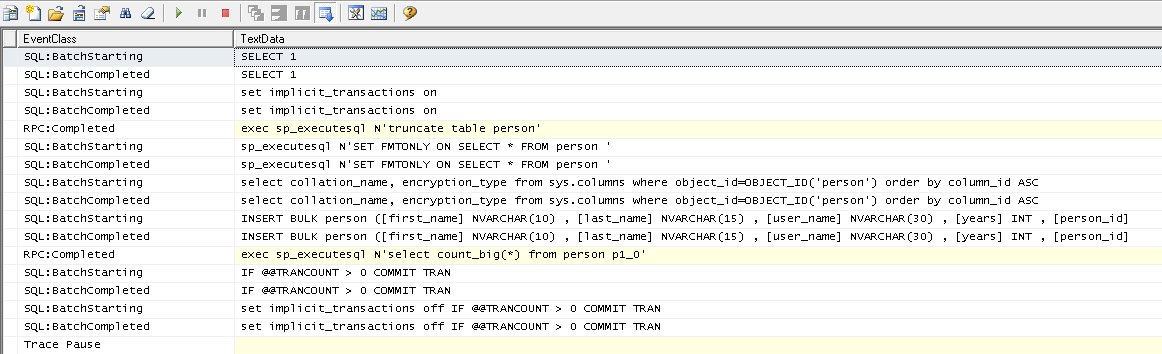 EventClass TextData
SQL:BatchStarting SELECT 1
SQL:BatchCompleted SELECT 1
SQL:BatchStarting set implicit_transactions on
SQL:BatchCompleted set implicit_transactions on
RPC:Completed exec sp_executesql N'truncate table person'
SQL:BatchStarting sp_executesql N'SET FMTONLY ON SELECT * FROM person '
SQL:BatchCompleted sp_executesql N'SET FMTONLY ON SELECT * FROM person '
SQL:BatchStarting select collation_name, encryption_type from sys.columns where object_id=OBJECT_ID('person') order by column_id ASC
SQL:BatchCompleted select collation_name, encryption_type from sys.columns where object_id=OBJECT_ID('person') order by column_id ASC
SQL:BatchStarting INSERT BULK person ([first_name] NVARCHAR(10) , [last_name] NVARCHAR(15) , [user_name] NVARCHAR(30) , [years] INT , [person_id]
SQL:BatchCompleted INSERT BULK person ([first_name] NVARCHAR(10) , [last_name] NVARCHAR(15) , [user_name] NVARCHAR(30) , [years] INT , [person_id]
RPC:Completed exec sp_executesql N'select count_big(*) from person p1_0'
SQL:BatchStarting IF @@TRANCOUNT > 0 COMMIT TRAN
SQL:BatchCompleted IF @@TRANCOUNT > 0 COMMIT TRAN
SQL:BatchStarting set implicit_transactions off IF @@TRANCOUNT > 0 COMMIT TRAN
SQL:BatchCompleted set implicit_transactions off IF @@TRANCOUNT > 0 COMMIT TRAN
Trace Pause